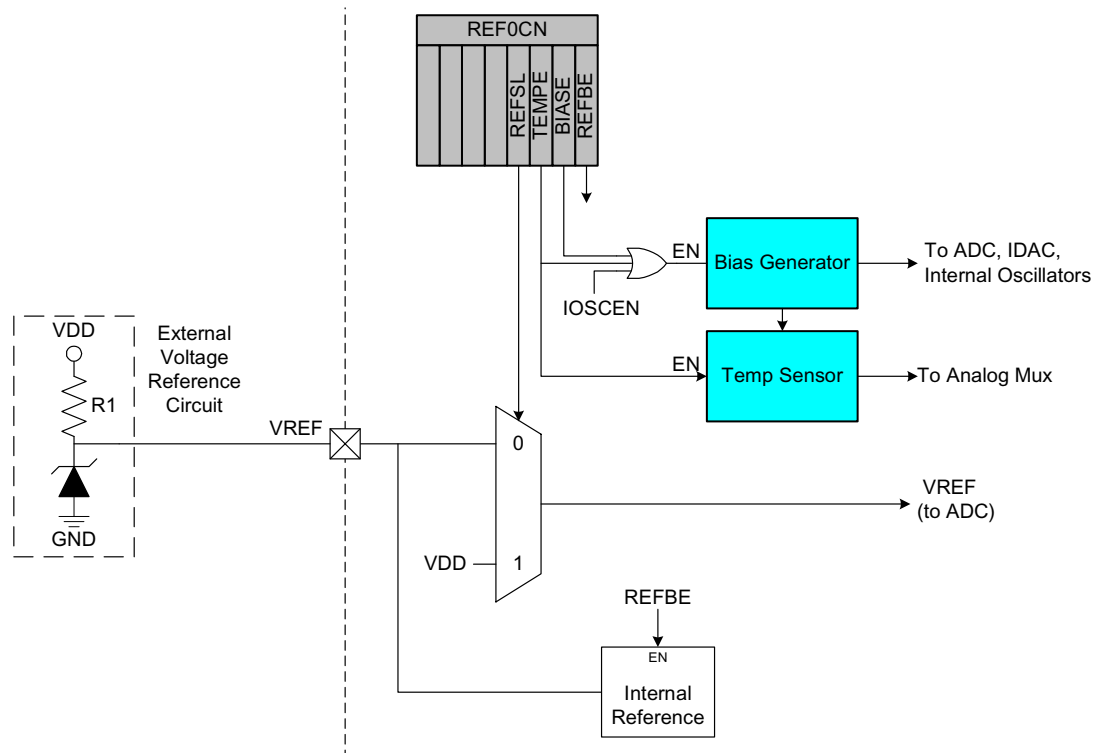 REF0CN
REFSL
TEMPE
BIASE
REFBE
EN
Bias Generator
To ADC, IDAC,
Internal Oscillators
IOSCEN
VDD
External
Voltage
Reference
Circuit
R1
EN
Temp Sensor
To Analog Mux
VREF
0
GND
VREF
(to ADC)
VDD
1
REFBE
EN
Internal
Reference